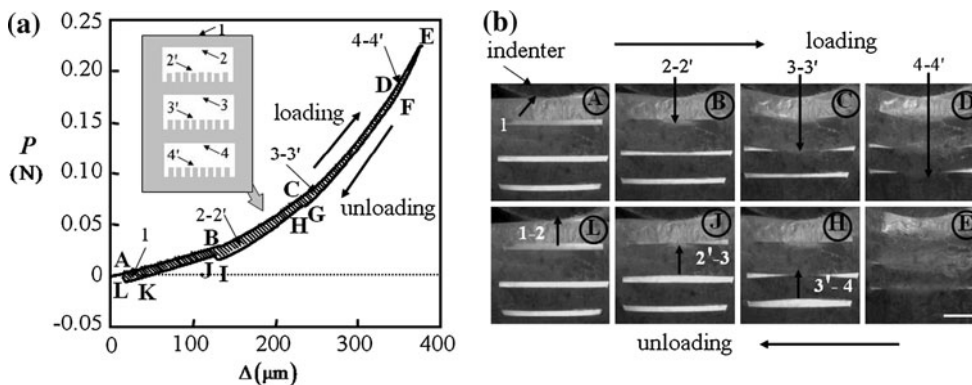 (a)
0.25
0.20
0.15
P
(N)
0.10
0.05
0
-0.05
0
100
200
300
400
Δ(μm)
1
2'
2
3'
3
4'
4
4-4'
E
D
F
loading
3-3'
C
G
H
unloading
2-2'
B
J
I
1
A
L
K
(b)
indenter
loading
2-2'
3-3'
4-4'
A
B
C
D
1
L
J
H
E
1-2
2'-3
3'-4
unloading